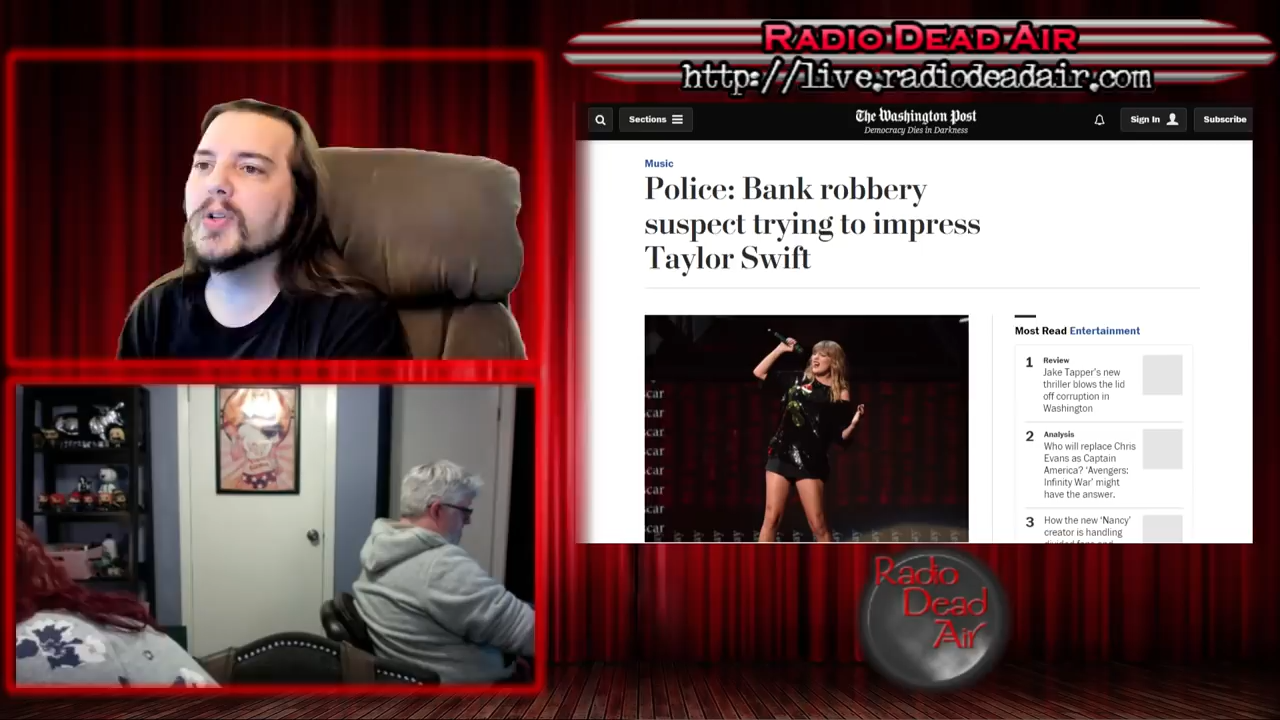 Radio Dead Air
http://live.radiodeadair.com
Sections
The Washington Post
Democracy Dies in Darkness
Sign In
Subscribe
Music
Police: Bank robbery
suspect trying to impress
Taylor Swift
Most Read Entertainment
1
Review
Jake Tapper's new
thriller blows the lid
off corruption in
Washington
2
Analysis
Who will replace Chris
Evans as Captain
America? 'Avengers:
Infinity War' might
have the answer.
3
How the new 'Nancy'
creator is handling
Radio
Dead
Air